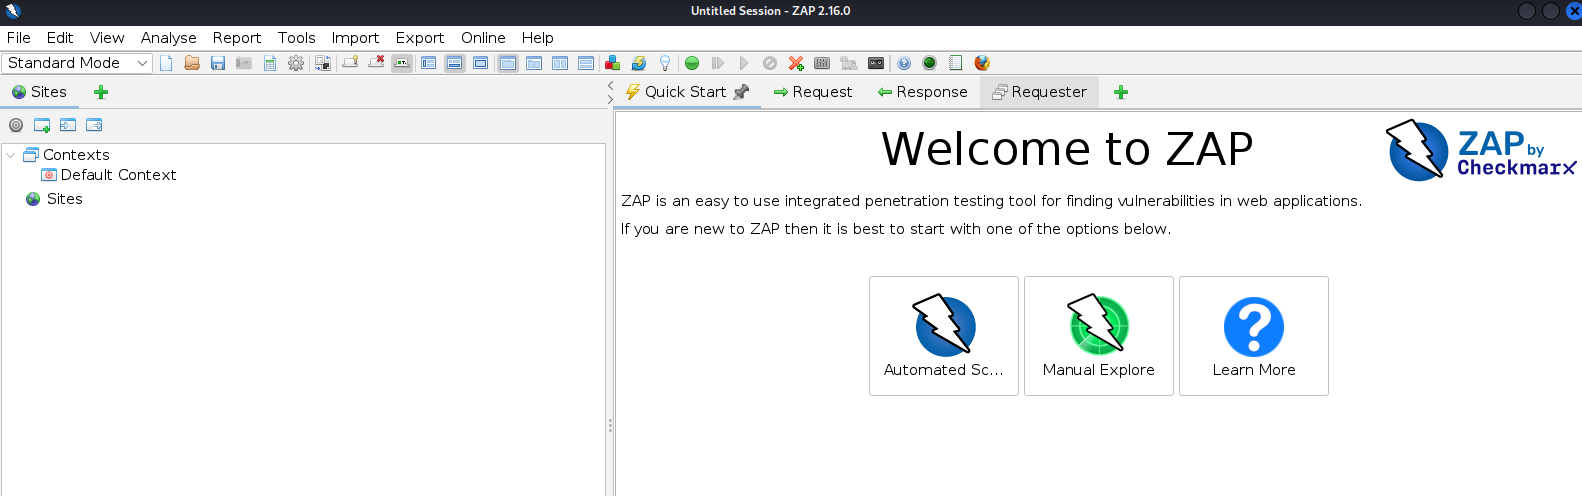 Untitled Session - ZAP 2.16.0
File Edit View Analyse Report Tools Import Export Online Help
Standard Mode
Sites
Quick Start Request Response Requester
Contexts
Default Context
Sites
Welcome to ZAP
ZAP by
Checkmarx
ZAP is an easy to use integrated penetration testing tool for finding vulnerabilities in web applications.
If you are new to ZAP then it is best to start with one of the options below.
Automated Sc... Manual Explore Learn More